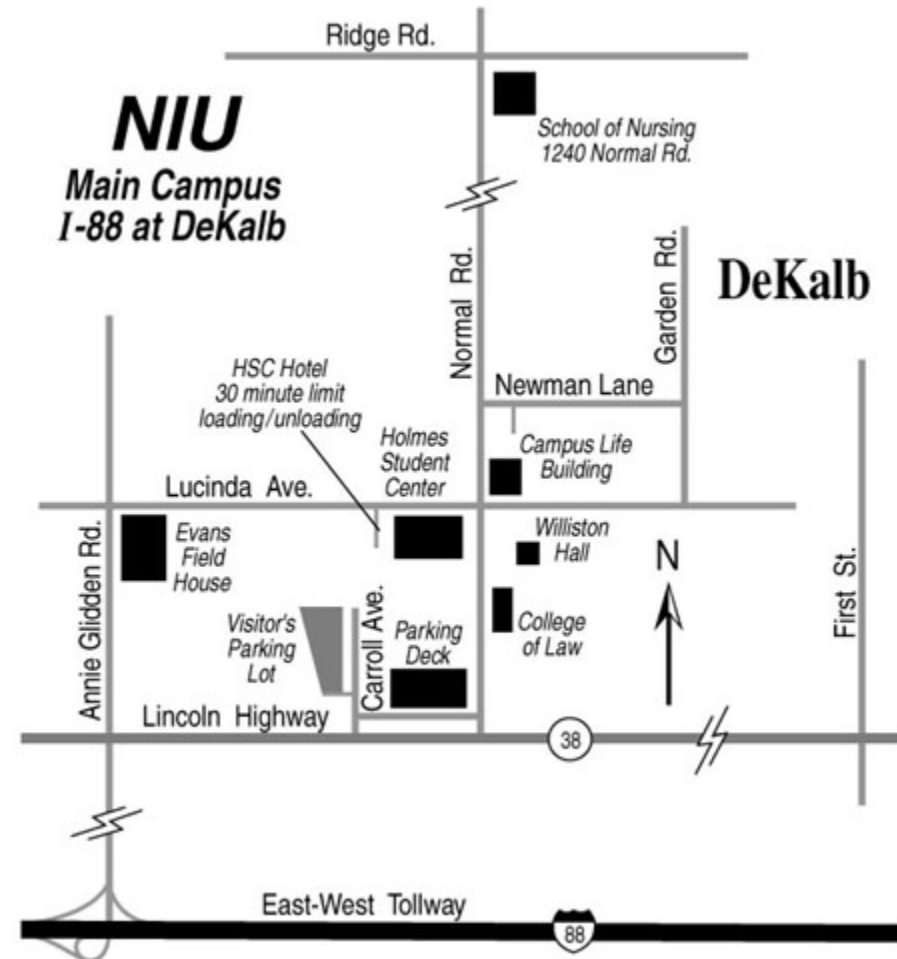 Ridge Rd.
NIU
Main Campus
I-88 at DeKalb
School of Nursing
1240 Normal Rd.
Normal Rd.
Garden Rd.
DeKalb
HSC Hotel
30 minute limit
loading/unloading
Newman Lane
Holmes
Student
Center
Campus Life
Building
Lucinda Ave.
Annie Glidden Rd.
Evans
Field
House
Williston
Hall
N
First St.
Visitor's
Parking
Lot
Carroll Ave.
Parking
Deck
College
of Law
Lincoln Highway
38
East-West Tollway
88